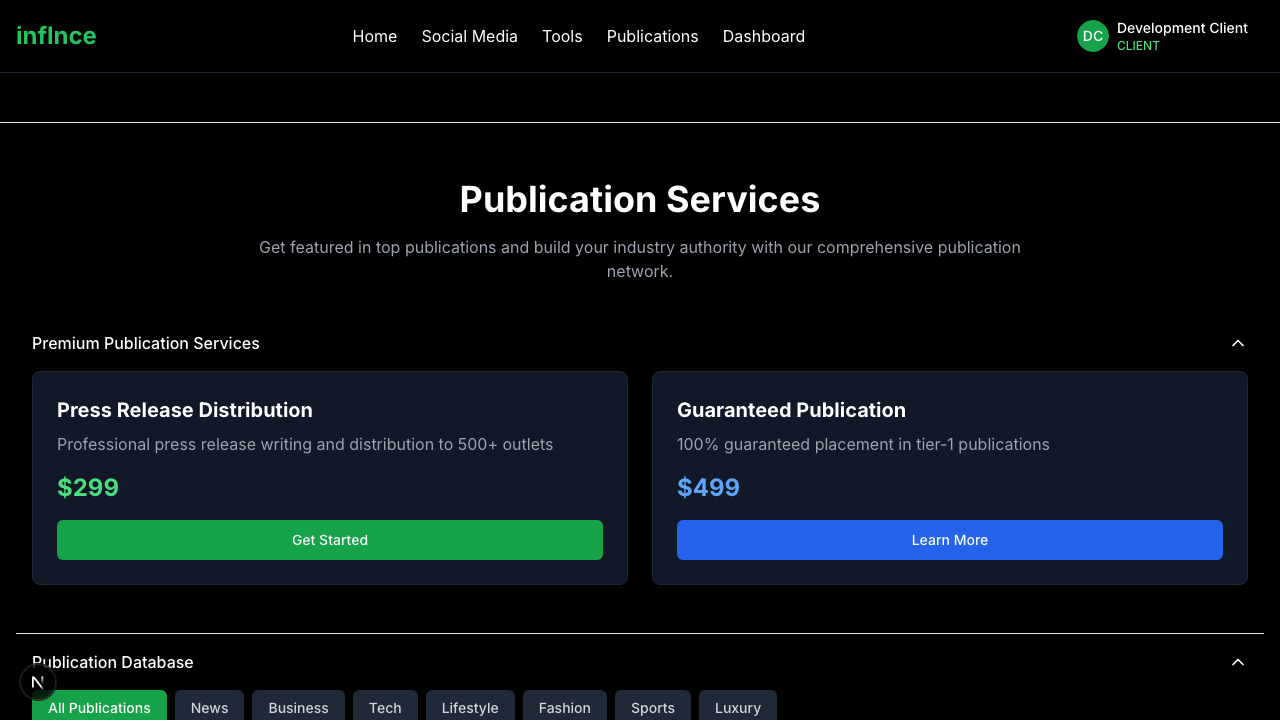 inflnce
Home
Social Media
Tools
Publications
Dashboard
DC
Development Client
CLIENT
Publication Services
Get featured in top publications and build your industry authority with our comprehensive publication
network.
Premium Publication Services
Press Release Distribution
Professional press release writing and distribution to 500+ outlets
$299
Get Started
Guaranteed Publication
100% guaranteed placement in tier-1 publications
$499
Learn More
Publication Database
N
All Publications
News
Business
Tech
Lifestyle
Fashion
Sports
Luxury